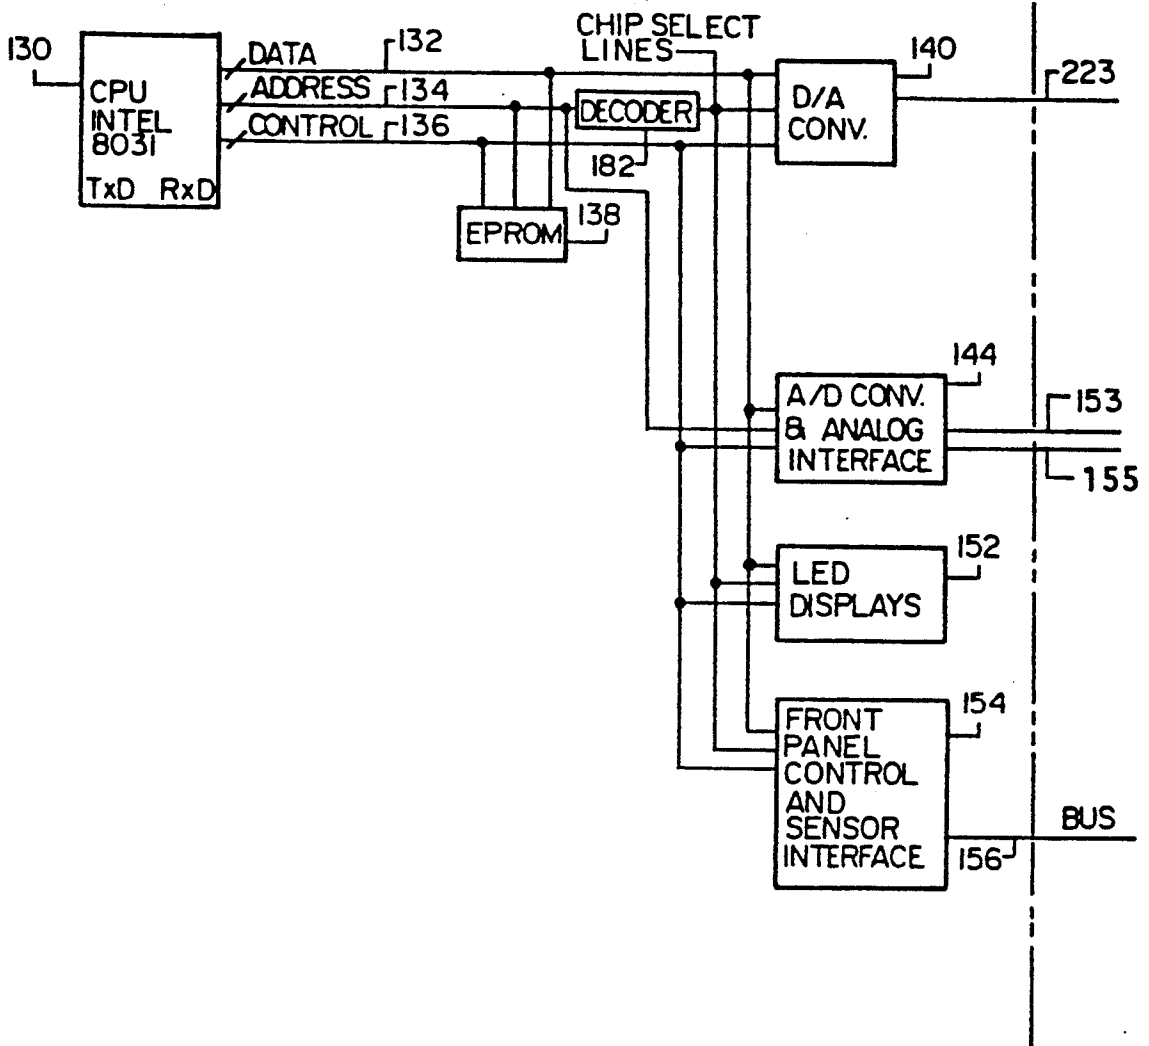 130
CPU
INTEL
8031
TxD RxD
DATA
132
ADDRESS
134
CONTROL
136
CHIP SELECT
LINES
DECODER
182
EPROM
138
D/A
CONV.
140
223
A/D CONV.
& ANALOG
INTERFACE
144
153
155
LED
DISPLAYS
152
FRONT
PANEL
CONTROL
AND
SENSOR
INTERFACE
154
156
BUS